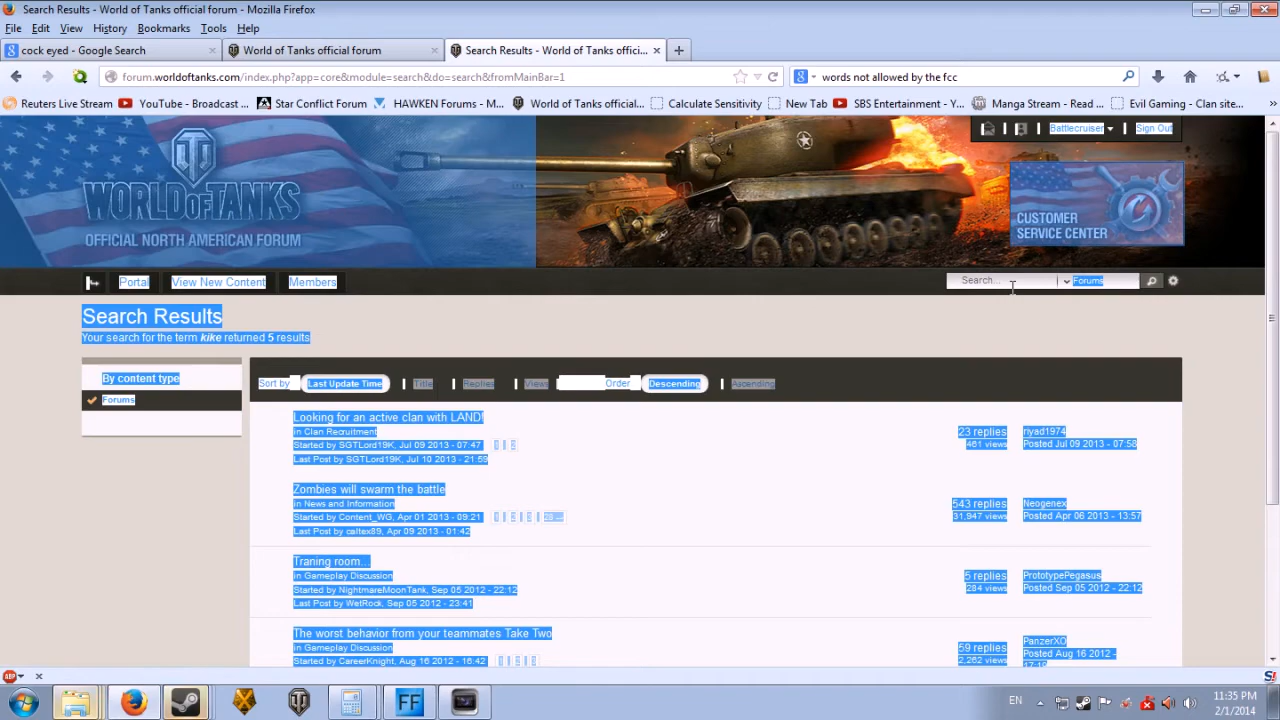 Search Results - World of Tanks official forum - Mozilla Firefox
File Edit View History Bookmarks Tools Help
cock eyed - Google Search
World of Tanks official forum
Search Results - World of Tanks offici...
forum.worldoftanks.com/index.php?app=core&module=search&do=search&fromMainBar=1
words not allowed by the fcc
Reuters Live Stream YouTube - Broadcast ... Star Conflict Forum HAWKEN Forums - M... World of Tanks official... Calculate Sensitivity New Tab SBS Entertainment - Y... Manga Stream - Read ... Evil Gaming - Clan site...
Battlecruiser Sign Out
WORLD OF TANKS
OFFICIAL NORTH AMERICAN FORUM
CUSTOMER
SERVICE CENTER
Portal View New Content Members
Search... Forums
Search Results
Your search for the term kike returned 5 results
By content type
Forums
Sort by Last Update Time Title Replies Views Order Descending Ascending
Looking for an active clan with LAND!
in Clan Recruitment
Started by SGTLord19K, Jul 09 2013 - 07:47 1 2
Last Post by SGTLord19K, Jul 10 2013 - 21:59
23 replies
461 views
riyad1974
Posted Jul 09 2013 - 07:58
Zombies will swarm the battle
in News and Information
Started by Content_WG, Apr 01 2013 - 09:21 1 2 3
Last Post by caltex89, Apr 09 2013 - 01:42
543 replies
31,947 views
Neogenex
Posted Apr 06 2013 - 13:57
Traning room...
in Gameplay Discussion
Started by NightmareMoonTank, Sep 05 2012 - 22:12
Last Post by WetRock, Sep 05 2012 - 23:41
5 replies
284 views
PrototypePegasus
Posted Sep 05 2012 - 22:12
The worst behavior from your teammates Take Two
in Gameplay Discussion
Started by CareerKnight, Aug 16 2012 - 16:42 1 2 3
59 replies
2,262 views
PanzerXO
Posted Aug 16 2012 -
17:18
ABP
FF
EN
11:35 PM
2/1/2014